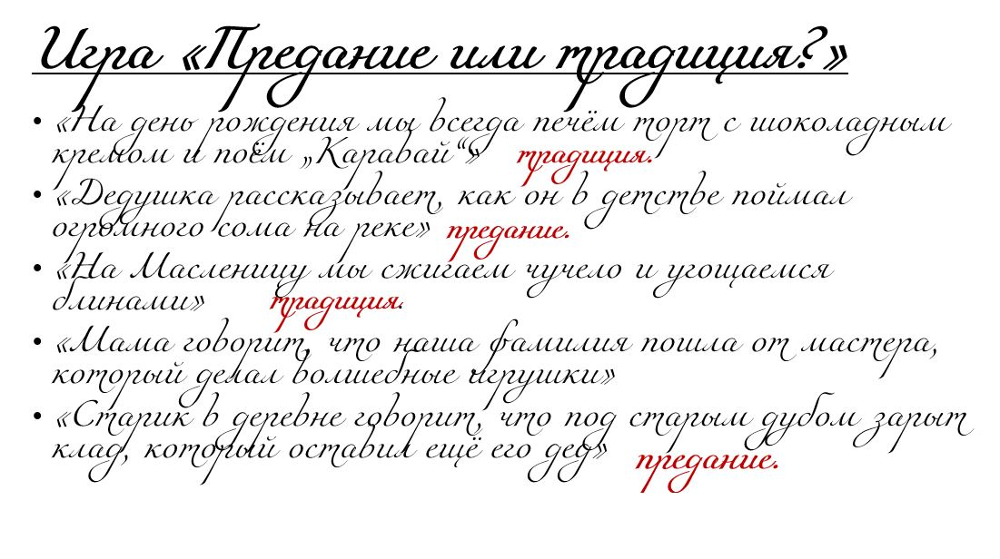 Игра «Предание или традиция?»
• «На день рождения мы всегда печём торт с шоколадным
кремом и поём „Каравай“» традиция.
• «Дедушка рассказывает, как он в детстве поймал
огромного сома на реке» предание.
• «На Масленицу мы сжигаем чучело и угощаемся
блинами» традиция.
• «Мама говорит, что наша фамилия пошла от мастера,
который делал волшебные игрушки»
• «Старик в деревне говорит, что под старым дубом зарыт
клад, который оставил ещё его дед» предание.